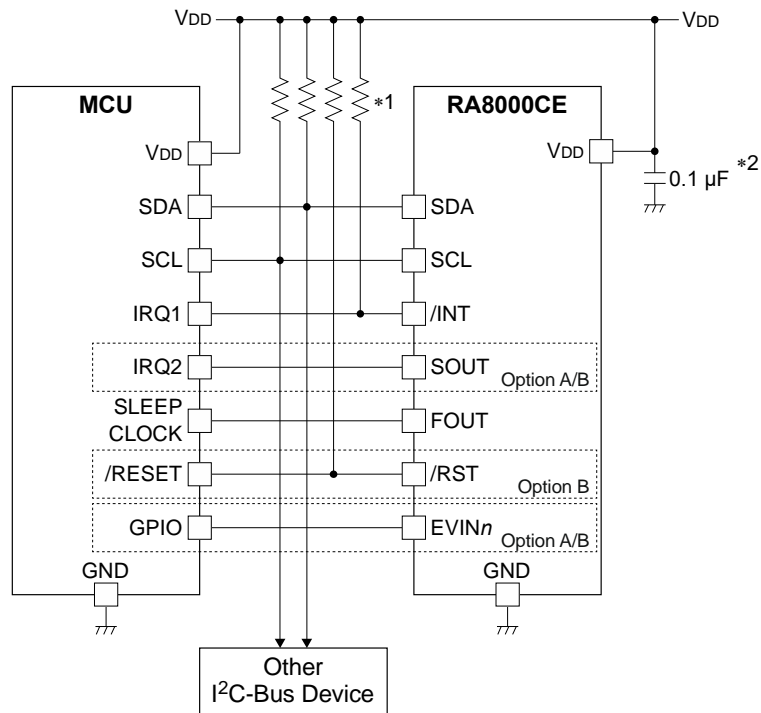 VDD VDD
MCU *1 RA8000CE
VDD VDD
0.1 µF *2
SDA SDA
SCL SCL
IRQ1 /INT
IRQ2 SOUT
Option A/B
SLEEP
CLOCK
FOUT
/RESET /RST
Option B
GPIO EVINn
Option A/B
GND GND
Other
I²C-Bus Device